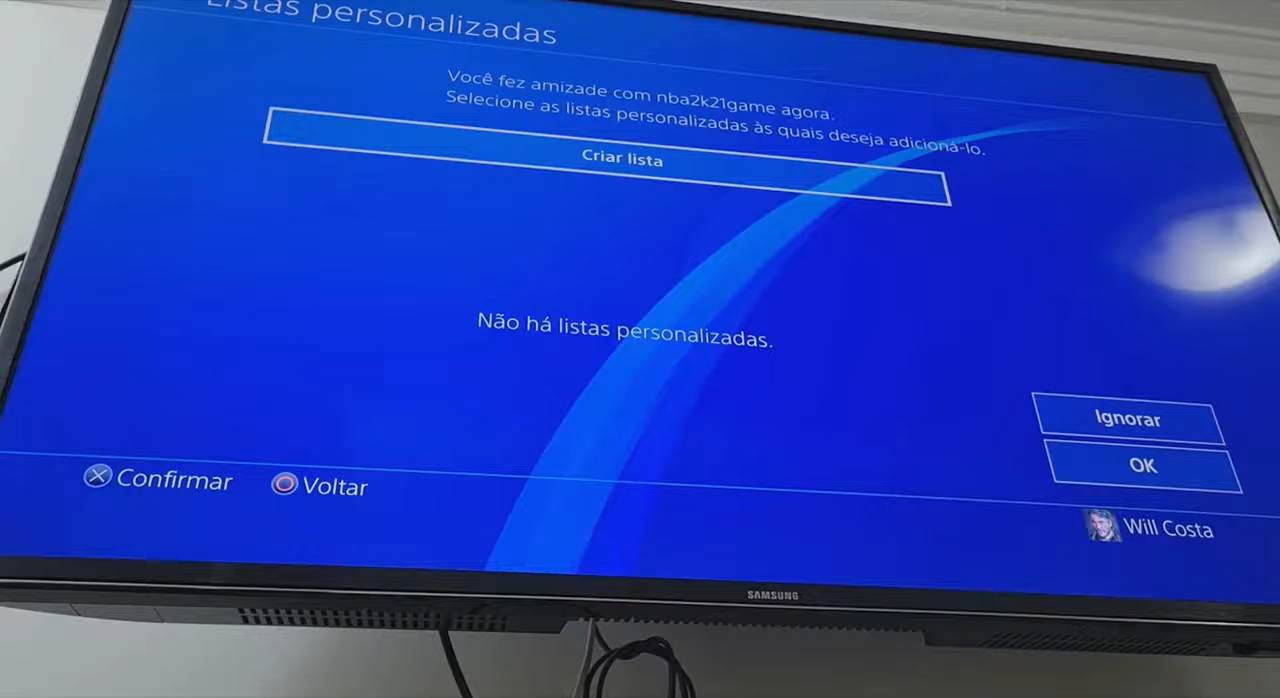 Listas personalizadas
Você fez amizade com nba2k21game agora.
Selecione as listas personalizadas às quais deseja adicioná-lo.
Criar lista
Não há listas personalizadas.
Ignorar
OK
Confirmar
Voltar
Will Costa
SAMSUNG